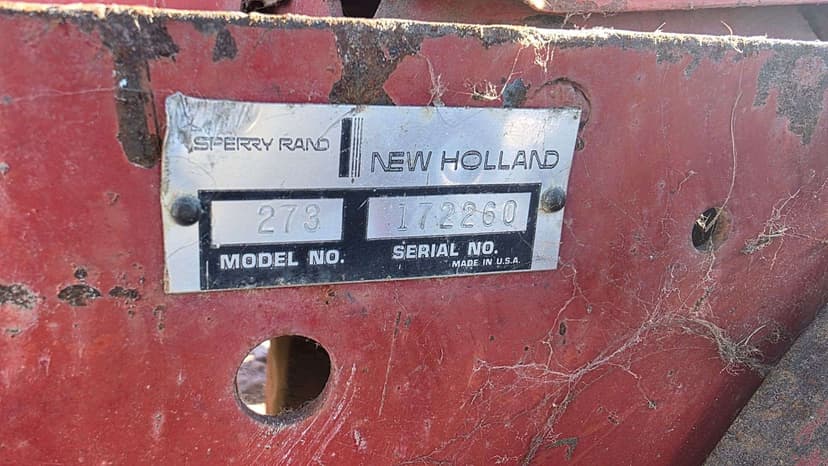 SPERRY RAND NEW HOLLAND
273 172260
MODEL NO. SERIAL NO.
MADE IN U.S.A.